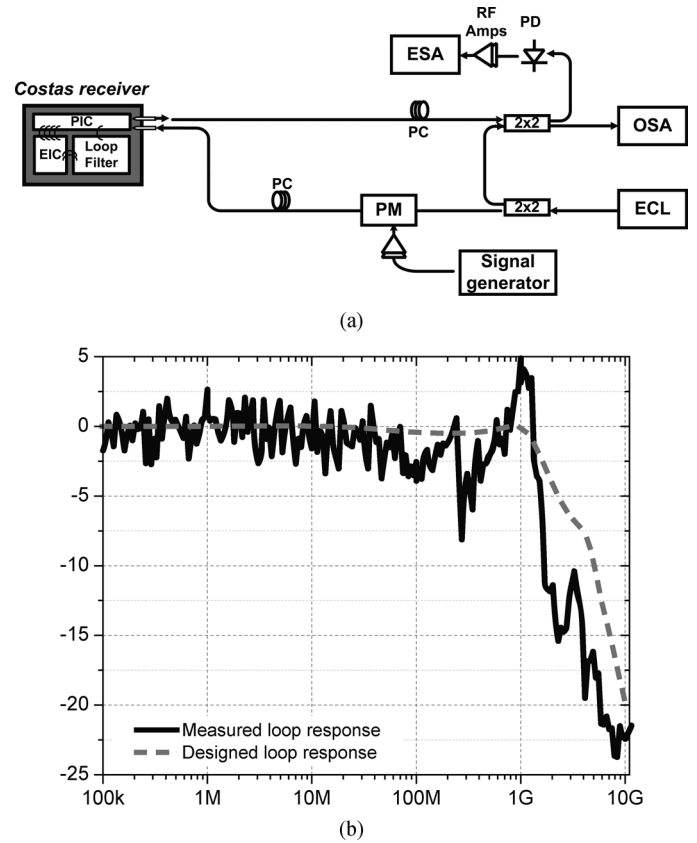 RF
Amps
PD
ESA
Costas receiver
PIC
EIC
Loop
Filter
PC
2x2
OSA
PC
PM
2x2
ECL
Signal
generator
(a)
5
0
-5
-10
-15
-20
-25
Measured loop response
Designed loop response
100k
1M
10M
100M
1G
10G
(b)